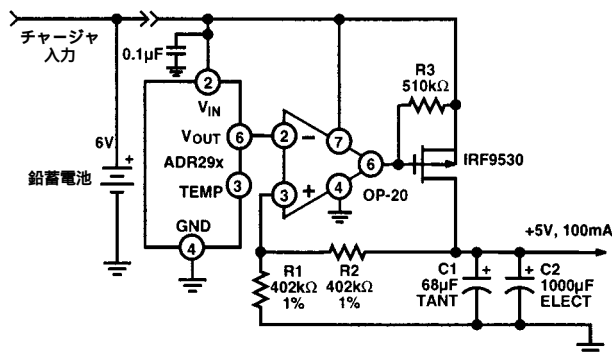 チャージャ
入力
0.1µF
2
VIN
VOUT
6
ADR29x
TEMP
3
GND
4
6V
+
鉛蓄電池
2
−
3
+
7
4
6
OP-20
R3
510kΩ
IRF9530
+5V, 100mA
R1
402kΩ
1%
R2
402kΩ
1%
C1
68µF
TANT
+
C2
1000µF
ELECT
+